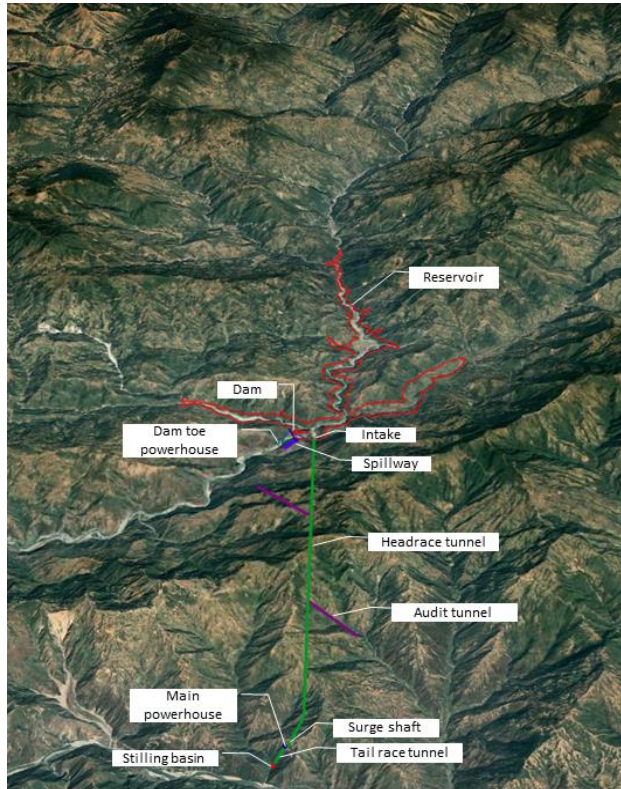 Reservoir
Dam
Dam toe
powerhouse
Intake
Spillway
Headrace tunnel
Audit tunnel
Main
powerhouse
Surge shaft
Stilling basin
Tail race tunnel